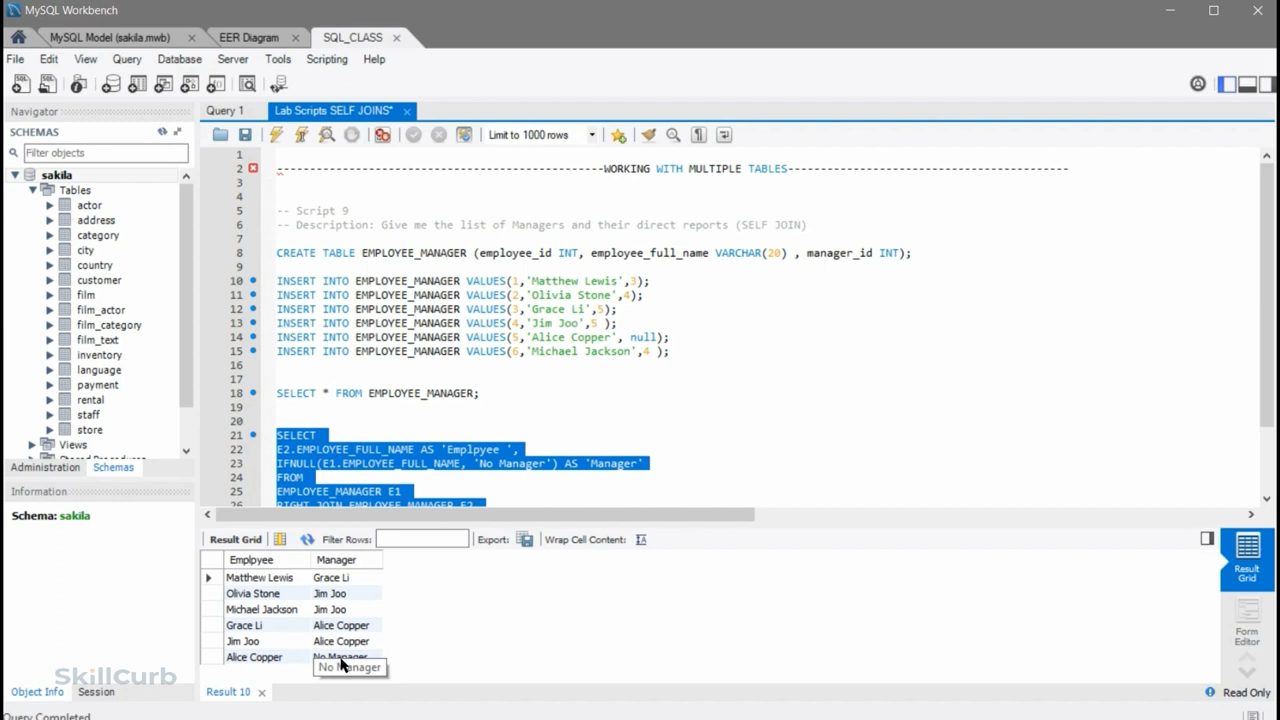 MySQL Workbench
MySQL Model (sakila.mwb) × EER Diagram × SQL_CLASS ×
File Edit View Query Database Server Tools Scripting Help
Navigator
SCHEMAS
Filter objects
sakila
Tables
actor
address
category
city
country
customer
film
film_actor
film_category
film_text
inventory
language
payment
rental
staff
store
Views
Administration Schemas
Information
Schema: sakila
Query 1 Lab Scripts SELF JOINS* ×
Limit to 1000 rows
1
2 --------------------------------------------------WORKING WITH MULTIPLE TABLES-------------------------------------------
3
4
5 -- Script 9
6 -- Description: Give me the list of Managers and their direct reports (SELF JOIN)
7
8 CREATE TABLE EMPLOYEE_MANAGER (employee_id INT, employee_full_name VARCHAR(20) , manager_id INT);
9
10 INSERT INTO EMPLOYEE_MANAGER VALUES(1,'Matthew Lewis',3);
11 INSERT INTO EMPLOYEE_MANAGER VALUES(2,'Olivia Stone',4);
12 INSERT INTO EMPLOYEE_MANAGER VALUES(3,'Grace Li',5);
13 INSERT INTO EMPLOYEE_MANAGER VALUES(4,'Jim Joo',5 );
14 INSERT INTO EMPLOYEE_MANAGER VALUES(5,'Alice Copper', null);
15 INSERT INTO EMPLOYEE_MANAGER VALUES(6,'Michael Jackson',4 );
16
17
18 SELECT * FROM EMPLOYEE_MANAGER;
19
20
21 SELECT
22 E2.EMPLOYEE_FULL_NAME AS 'Emplpyee ',
23 IFNULL(E1.EMPLOYEE_FULL_NAME, 'No Manager') AS 'Manager'
24 FROM
25 EMPLOYEE_MANAGER E1
26 RIGHT JOIN EMPLOYEE_MANAGER E2
Result Grid Filter Rows: Export: Wrap Cell Content:
Emplpyee Manager
Matthew Lewis Grace Li
Olivia Stone Jim Joo
Michael Jackson Jim Joo
Grace Li Alice Copper
Jim Joo Alice Copper
Alice Copper No Manager
No Manager
Result Grid
Form Editor
SkillCurb
Object Info Session
Result 10 ×
Read Only
Query Completed